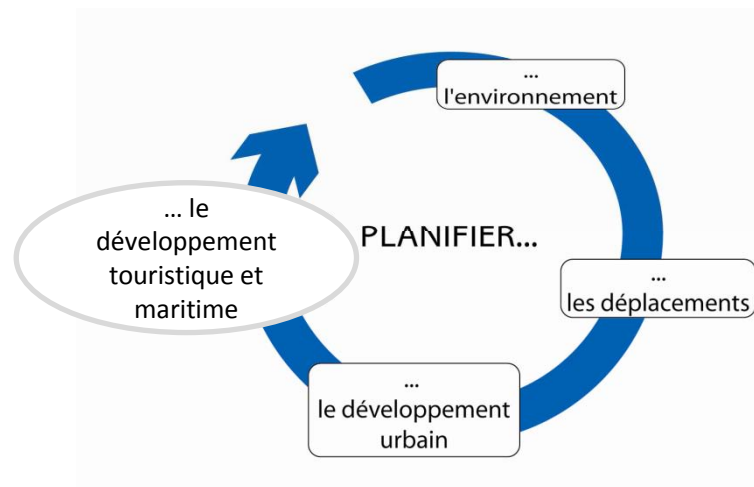 PLANIFIER...
...
l'environnement
...
les déplacements
...
le développement
urbain
... le
développement
touristique et
maritime